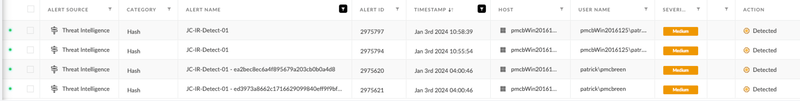 ALERT SOURCE CATEGORY ALERT NAME ALERT ID TIMESTAMP HOST USER NAME SEVERI... ACTION
Threat Intelligence Hash JC-IR-Detect-01 2975797 Jan 3rd 2024 10:58:39 pmcbWin20161... pmcbWin2016125\patr... Medium Detected
Threat Intelligence Hash JC-IR-Detect-01 2975794 Jan 3rd 2024 10:55:54 pmcbWin20161... pmcbWin2016125\patr... Medium Detected
Threat Intelligence Hash JC-IR-Detect-01 - ea2bec8ec6a4f895679a203cb0b0a4d8 2975620 Jan 3rd 2024 04:00:46 pmcbWin20161... patrick\pmcbreen Medium Detected
Threat Intelligence Hash JC-IR-Detect-01 - ed3973a8662c1716629099840eff9f9bf... 2975621 Jan 3rd 2024 04:00:46 pmcbWin20161... patrick\pmcbreen Medium Detected